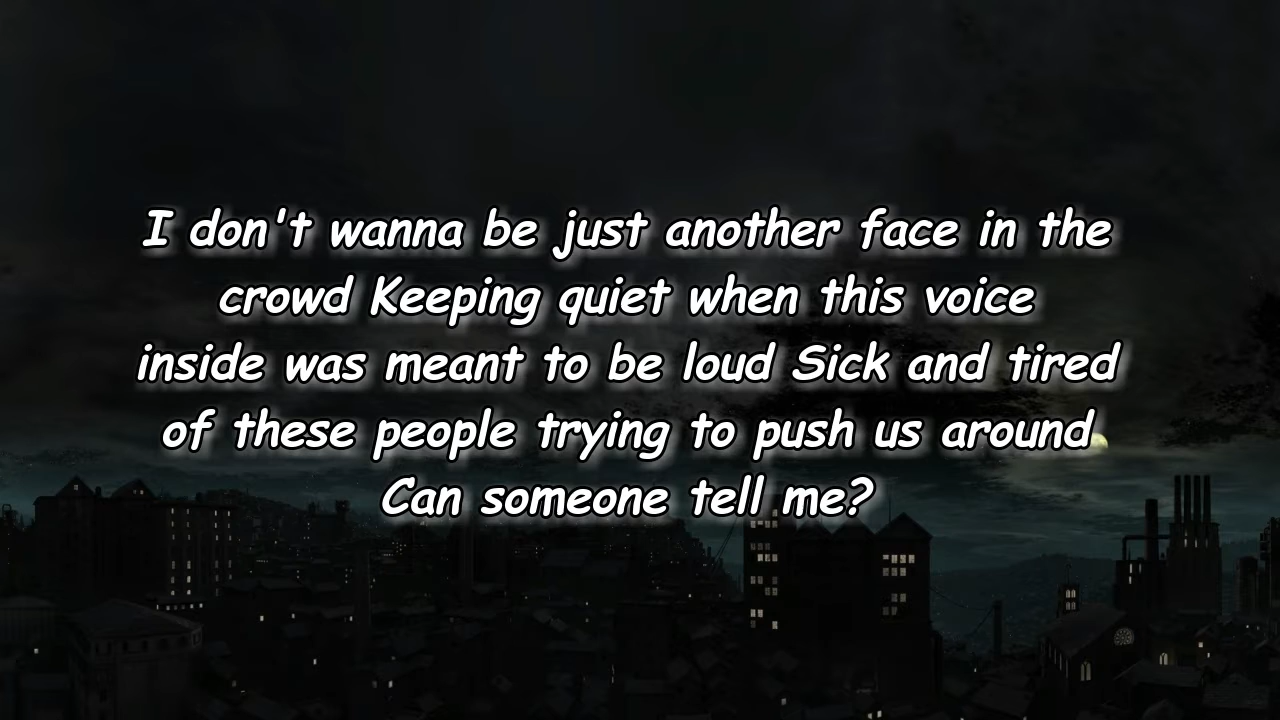 I don't wanna be just another face in the
crowd Keeping quiet when this voice
inside was meant to be loud Sick and tired
of these people trying to push us around
Can someone tell me?